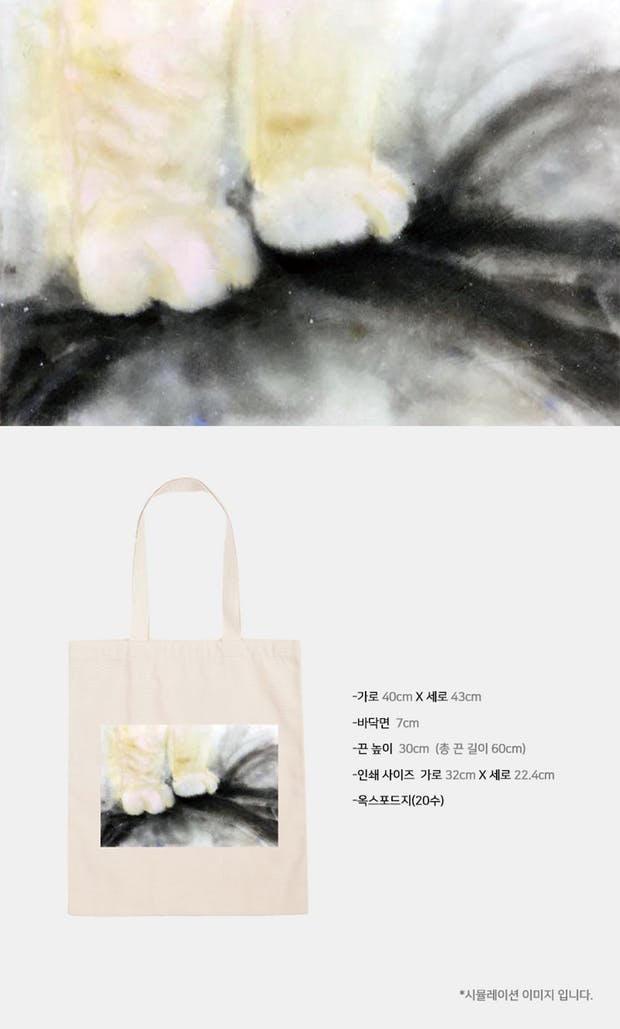 -가로 40cm X 세로 43cm
-바닥면 7cm
-끈 높이 30cm (총 끈 길이 60cm)
-인쇄 사이즈 가로 32cm X 세로 22.4cm
-옥스포드지(20수)
*시뮬레이션 이미지 입니다.